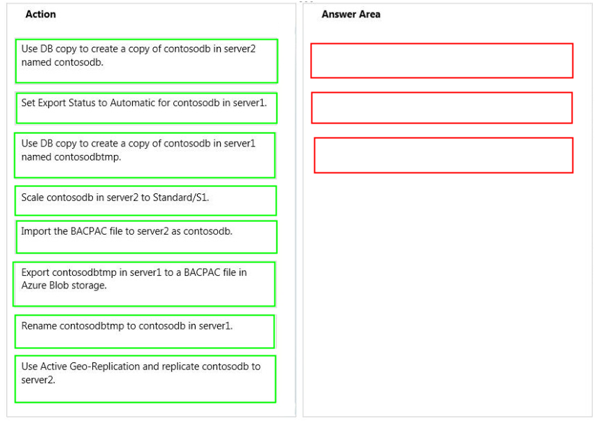 Action
Answer Area
Use DB copy to create a copy of contosodb in server2
named contosodb.
Set Export Status to Automatic for contosodb in server1.
Use DB copy to create a copy of contosodb in server1
named contosodbtmp.
Scale contosodb in server2 to Standard/S1.
Import the BACPAC file to server2 as contosodb.
Export contosodbtmp in server1 to a BACPAC file in
Azure Blob storage.
Rename contosodbtmp to contosodb in server1.
Use Active Geo-Replication and replicate contosodb to
server2.